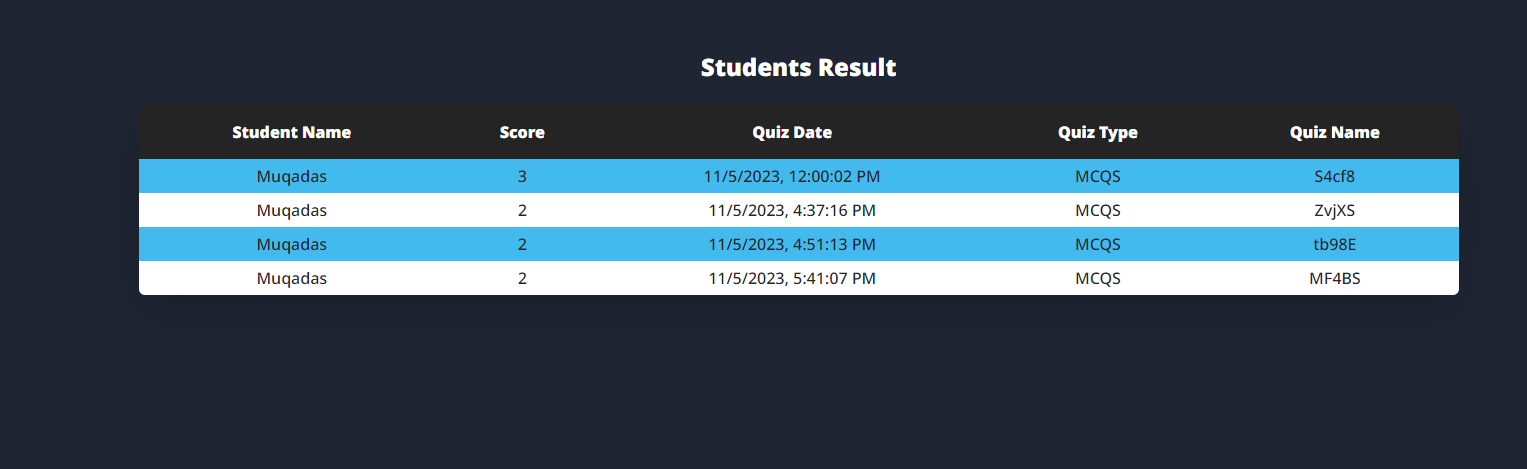 Students Result
Student Name Score Quiz Date Quiz Type Quiz Name
Muqadas 3 11/5/2023, 12:00:02 PM MCQS S4cf8
Muqadas 2 11/5/2023, 4:37:16 PM MCQS ZvjXS
Muqadas 2 11/5/2023, 4:51:13 PM MCQS tb98E
Muqadas 2 11/5/2023, 5:41:07 PM MCQS MF4BS